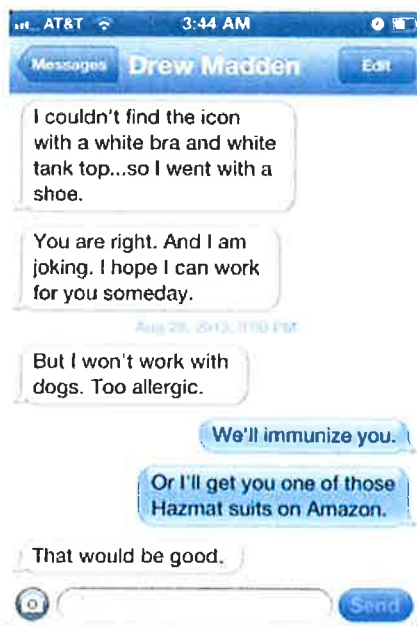 AT&T 3:44 AM
Messages Drew Madden Edit
I couldn't find the icon
with a white bra and white
tank top...so I went with a
shoe.
You are right. And I am
joking. I hope I can work
for you someday.
But I won't work with
dogs. Too allergic.
We'll immunize you.
Or I'll get you one of those
Hazmat suits on Amazon.
That would be good.
Send